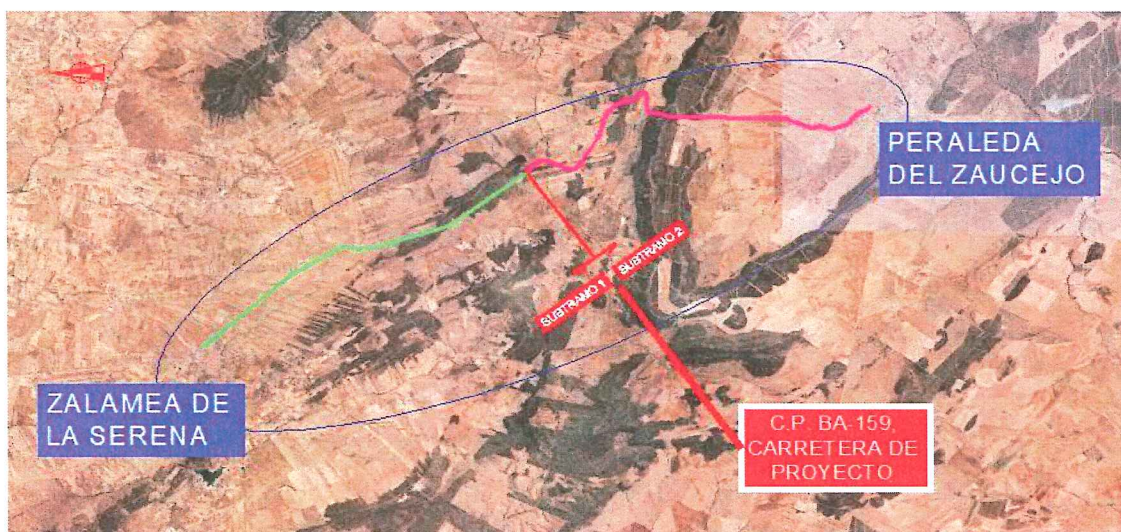 PERALEDA
DEL ZAUCEJO
SUBTRAMO 1
SUBTRAMO 2
ZALAMEA DE
LA SERENA
C.P. BA-159,
CARRETERA DE
PROYECTO